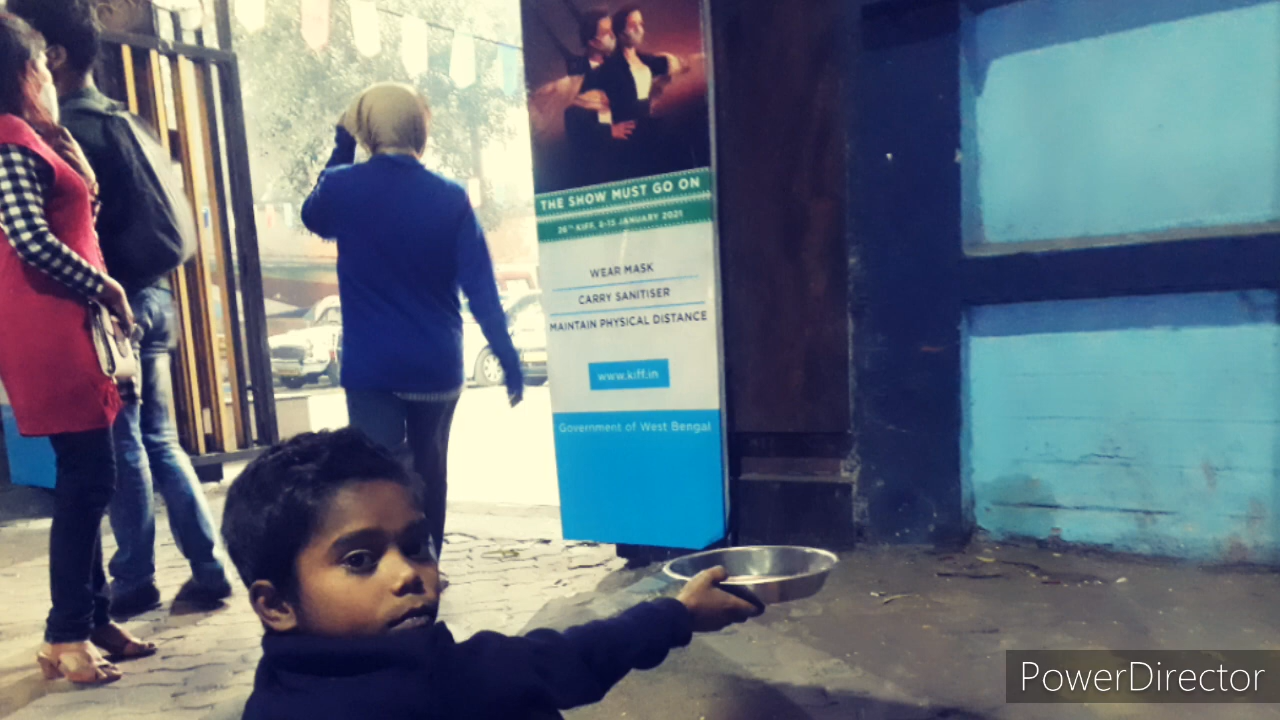 THE SHOW MUST GO ON
26TH KIFF, 8-15 JANUARY 2021
WEAR MASK
CARRY SANITISER
MAINTAIN PHYSICAL DISTANCE
www.kiff.in
Government of West Bengal
PowerDirector